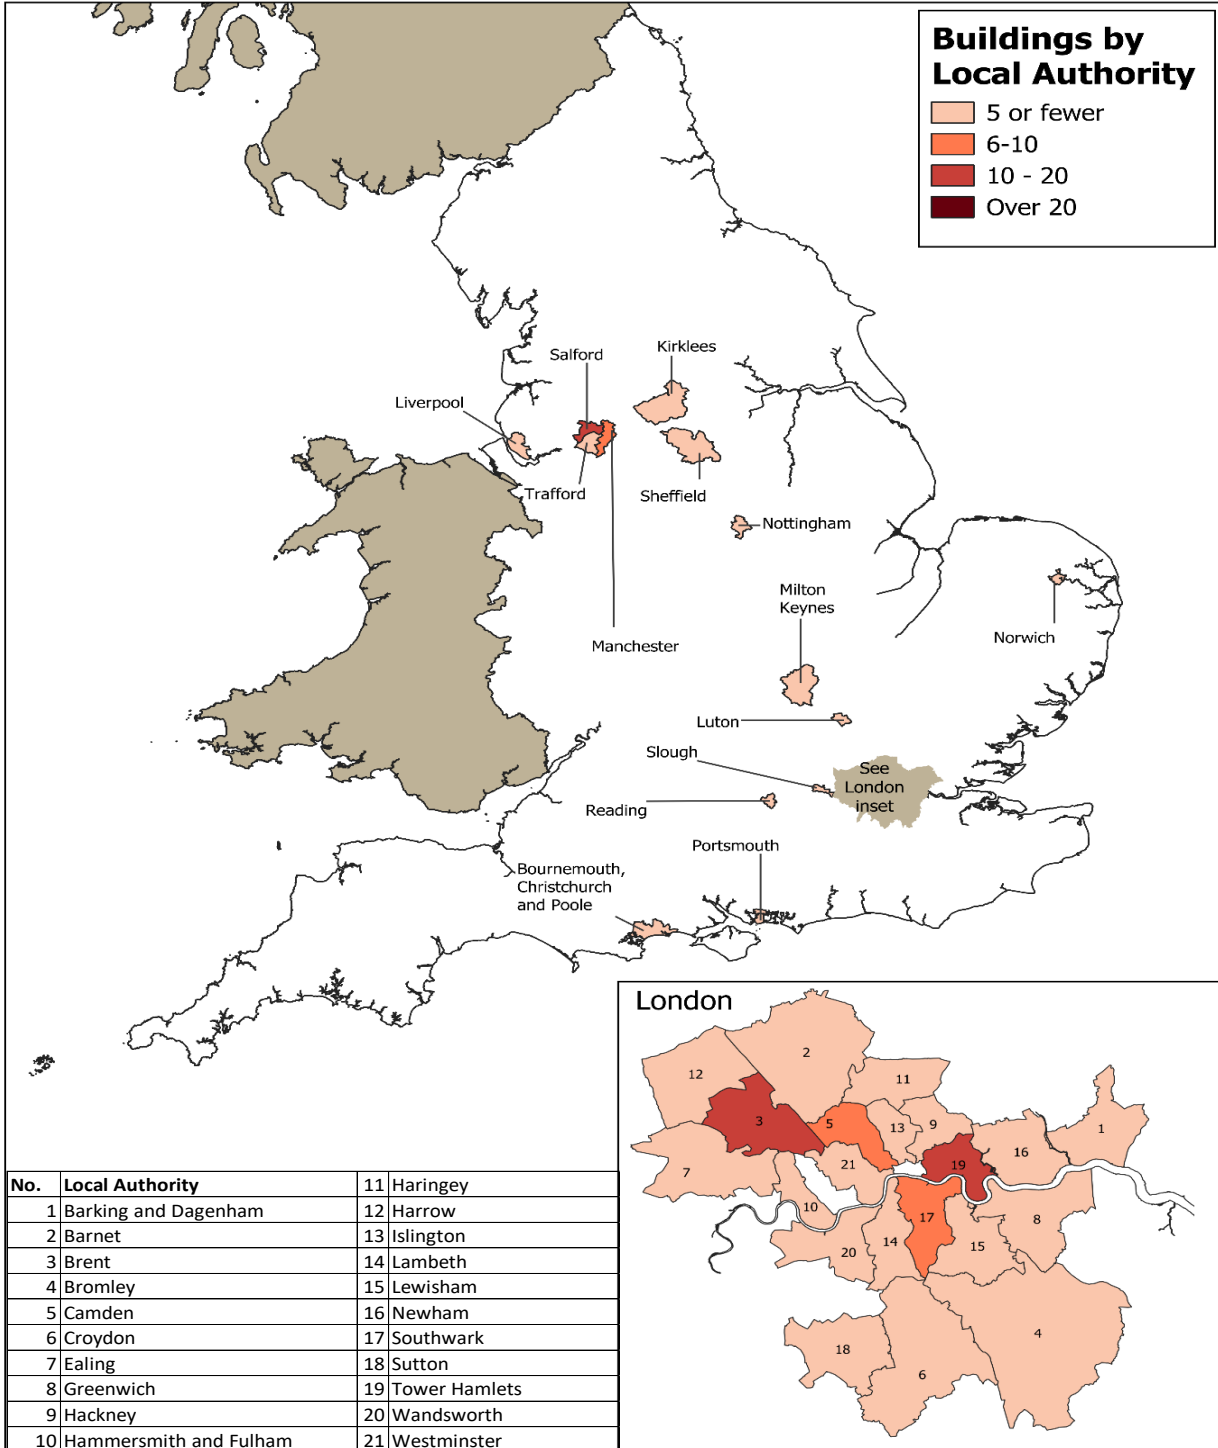 Buildings by
Local Authority
5 or fewer
6-10
10 - 20
Over 20
Salford
Kirklees
Liverpool
Trafford
Sheffield
Nottingham
Milton
Keynes
Norwich
Manchester
Luton
Slough
See
London
inset
Reading
Portsmouth
Bournemouth,
Christchurch
and Poole
London
2
12
11
3
5
13
9
1
16
7
21
19
10
17
8
14
15
20
4
18
6
No. Local Authority 11 Haringey
1 Barking and Dagenham 12 Harrow
2 Barnet 13 Islington
3 Brent 14 Lambeth
4 Bromley 15 Lewisham
5 Camden 16 Newham
6 Croydon 17 Southwark
7 Ealing 18 Sutton
8 Greenwich 19 Tower Hamlets
9 Hackney 20 Wandsworth
10 Hammersmith and Fulham 21 Westminster